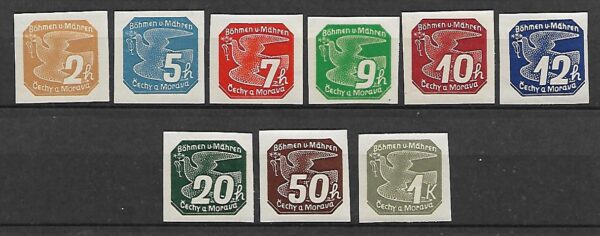 Böhmen u·Mähren
2h
Čechy a Morava
Böhmen u·Mähren
5h
Čechy a Morava
Böhmen u·Mähren
7h
Čechy a Morava
Böhmen u·Mähren
9h
Čechy a Morava
Böhmen u·Mähren
10h
Čechy a Morava
Böhmen u·Mähren
12h
Čechy a Morava
Böhmen u·Mähren
20h
Čechy a Morava
Böhmen u·Mähren
50h
Čechy a Morava
Böhmen u·Mähren
1K
Čechy a Morava